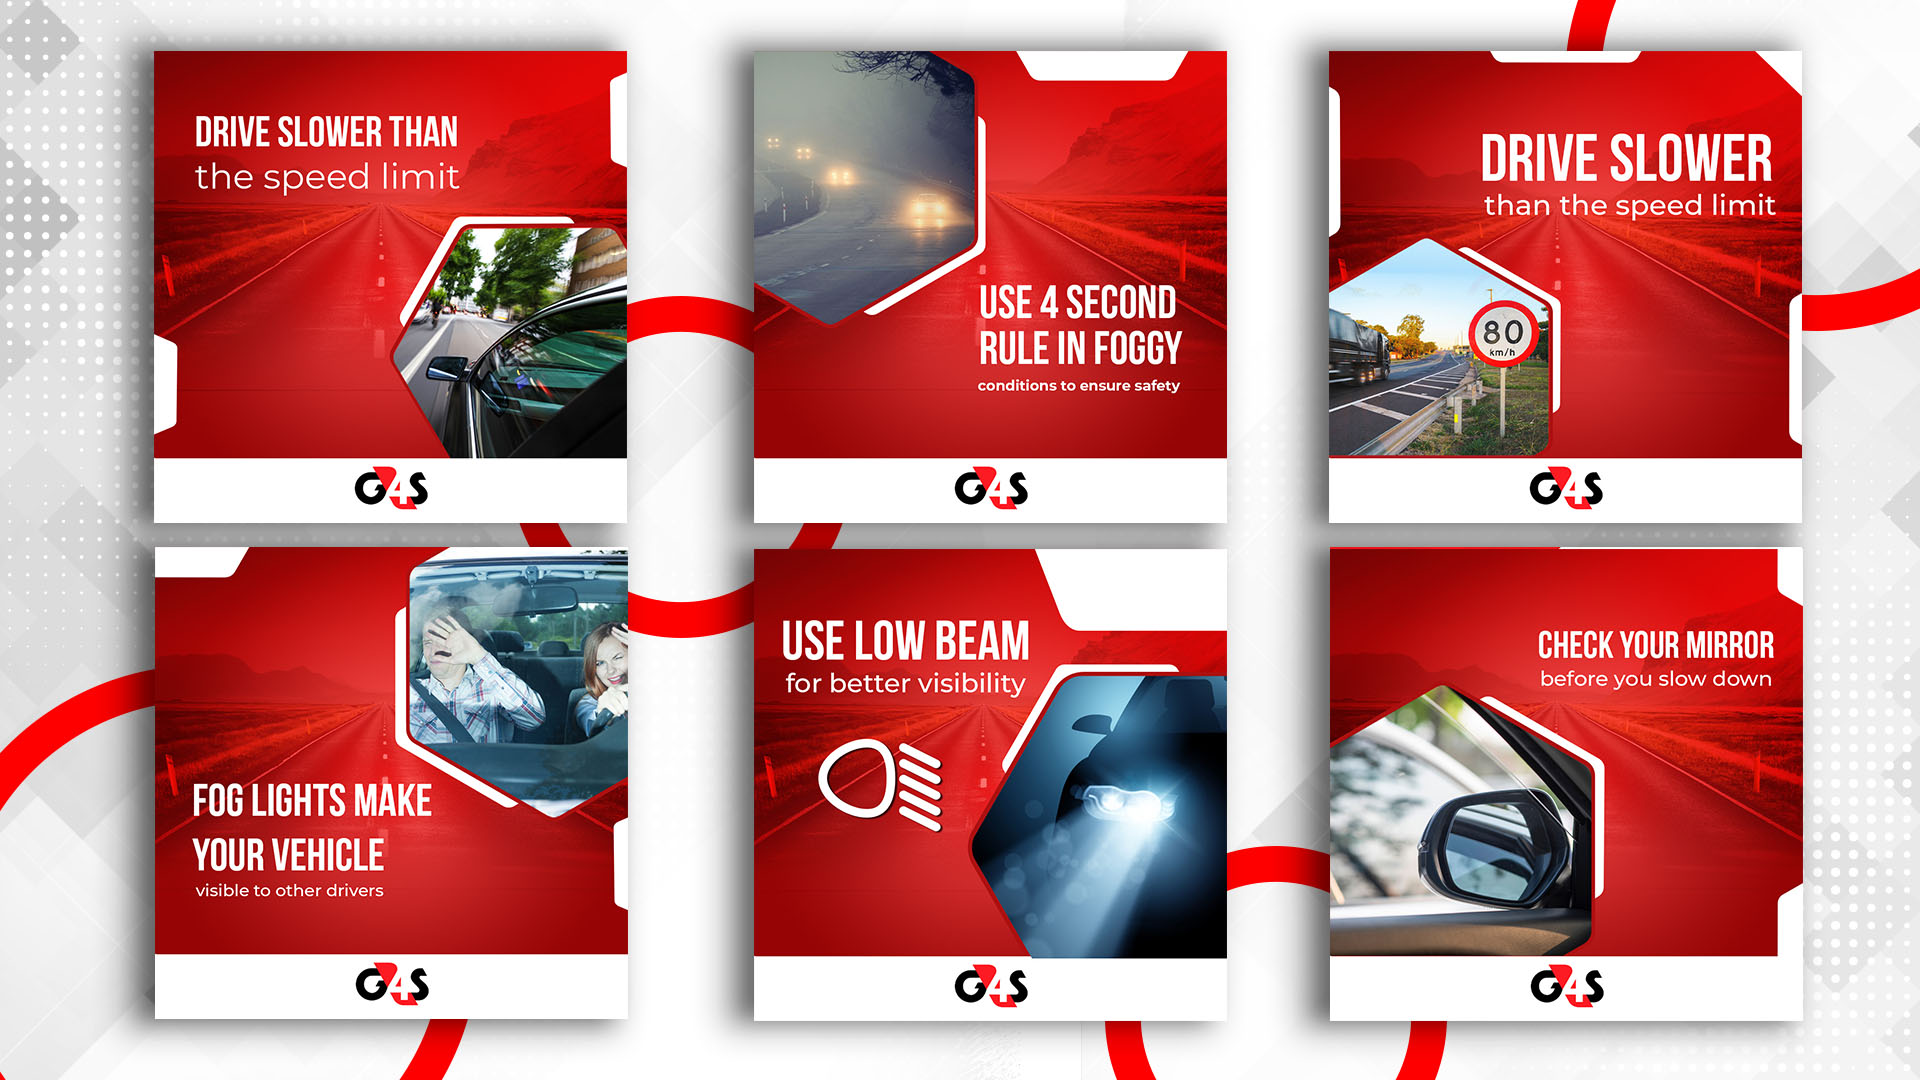 DRIVE SLOWER THAN
the speed limit
G4S
USE 4 SECOND
RULE IN FOGGY
conditions to ensure safety
G4S
DRIVE SLOWER
than the speed limit
80
km/h
G4S
FOG LIGHTS MAKE
YOUR VEHICLE
visible to other drivers
G4S
USE LOW BEAM
for better visibility
G4S
CHECK YOUR MIRROR
before you slow down
G4S